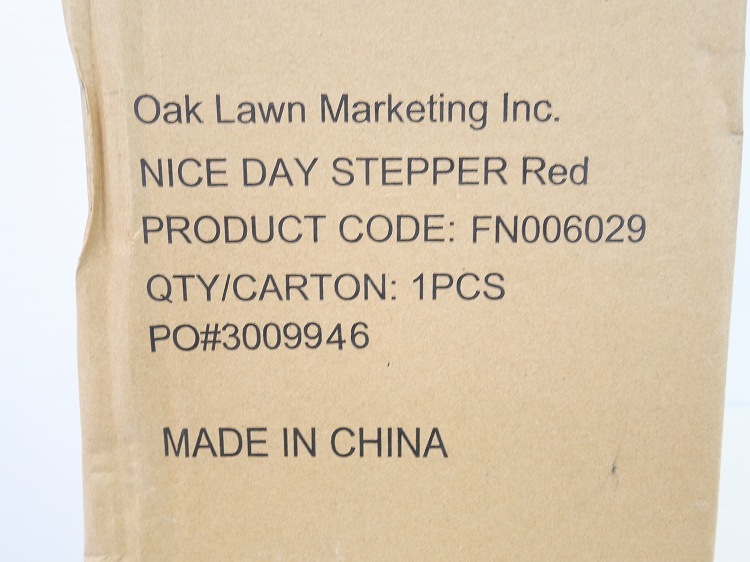 Oak Lawn Marketing Inc.
NICE DAY STEPPER Red
PRODUCT CODE: FN006029
QTY/CARTON: 1PCS
PO#3009946
MADE IN CHINA